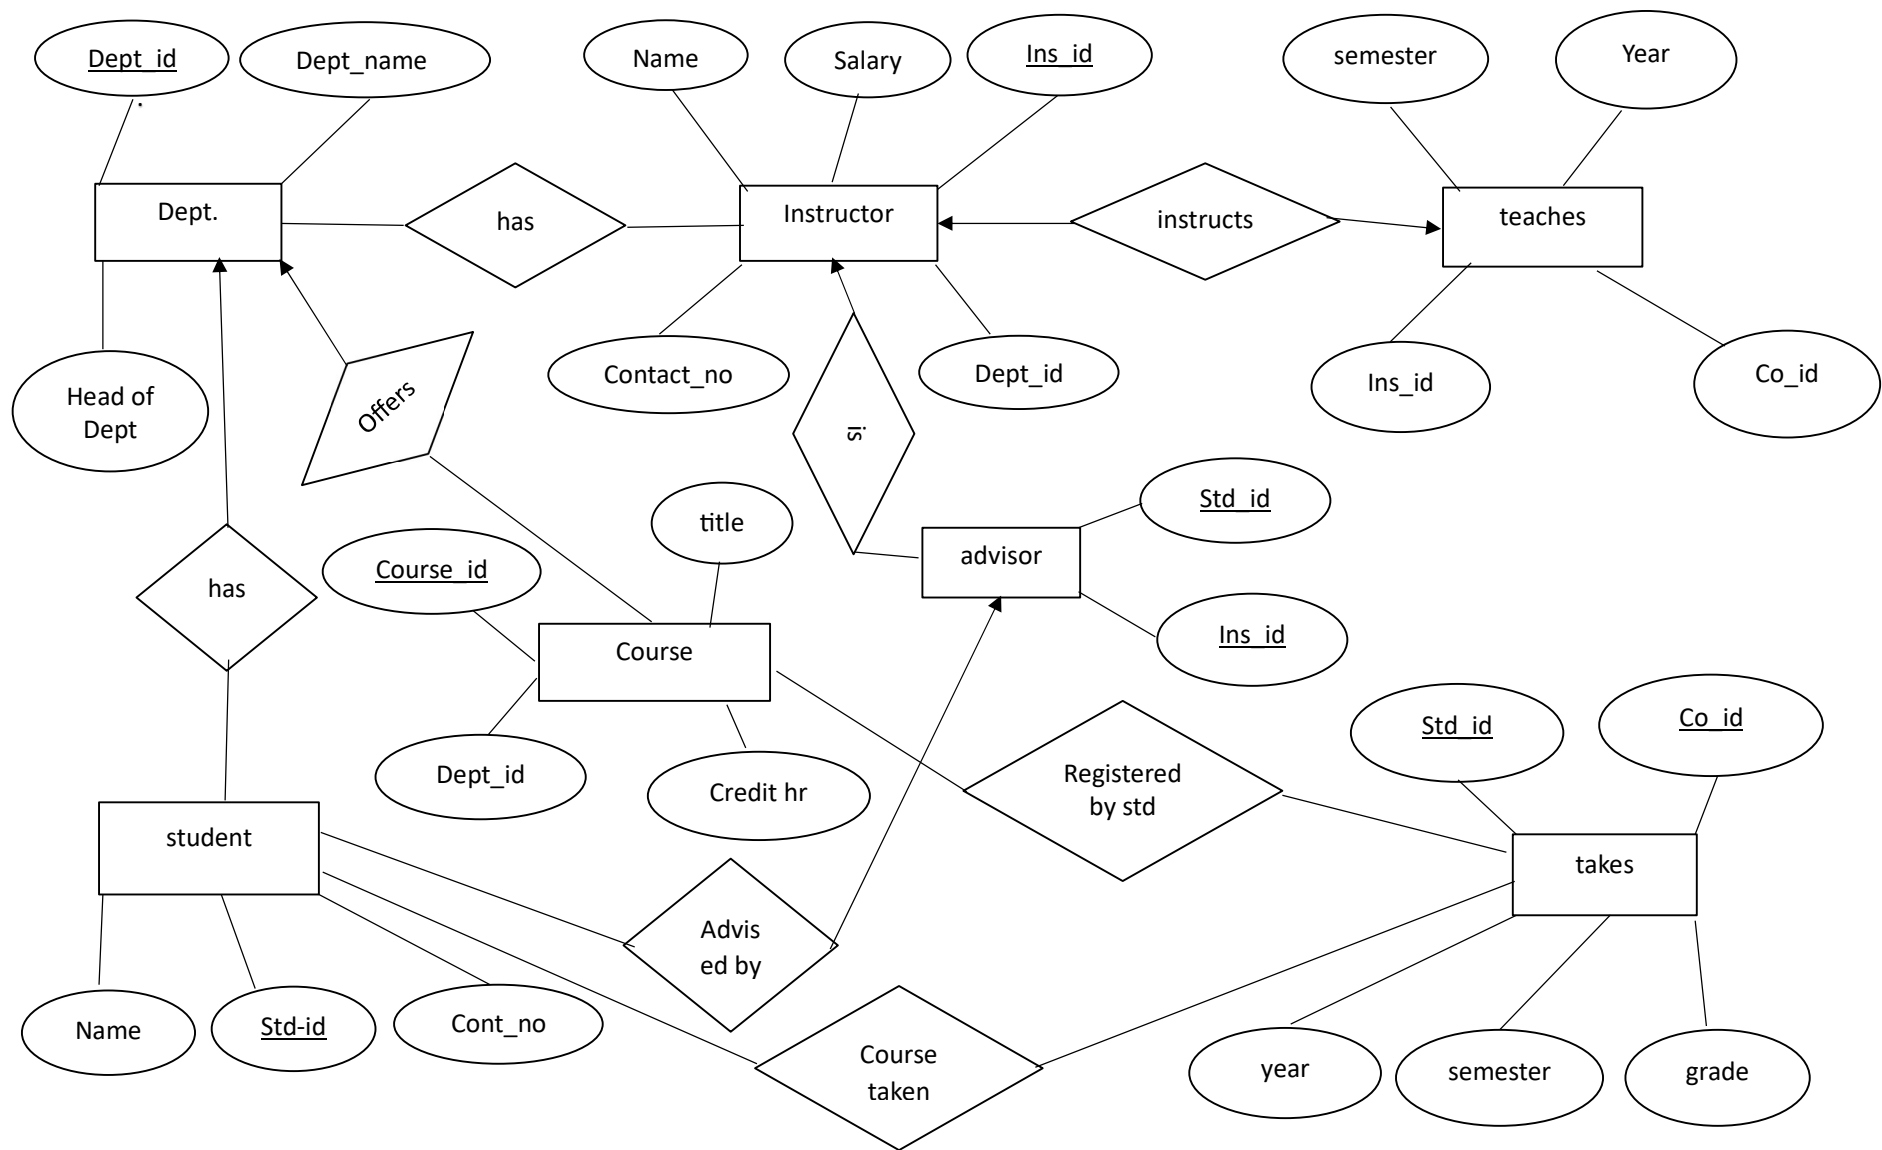 Dept_id
Dept_name
Name
Salary
Ins_id
semester
Year
Dept.
has
Instructor
instructs
teaches
Head of
Dept
Offers
Contact_no
is
Dept_id
Ins_id
Co_id
title
Std_id
Course_id
advisor
has
Course
Ins_id
Dept_id
Credit hr
Registered
by std
Std_id
Co_id
student
takes
Advis
ed by
Name
Std-id
Cont_no
Course
taken
year
semester
grade